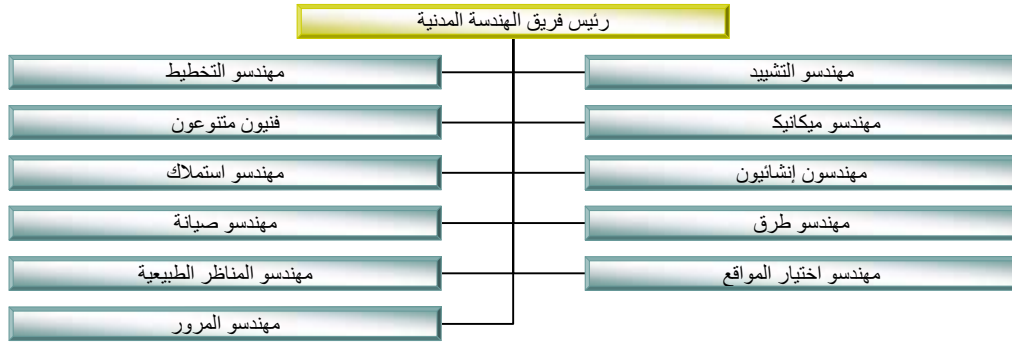 رئيس فريق الهندسة المدنية
مهندسو التشييد
مهندسو التخطيط
مهندسو ميكانيك
فنيون متنوعون
مهندسون إنشائيون
مهندسو استملاك
مهندسو طرق
مهندسو صيانة
مهندسو اختيار المواقع
مهندسو المناظر الطبيعية
مهندسو المرور